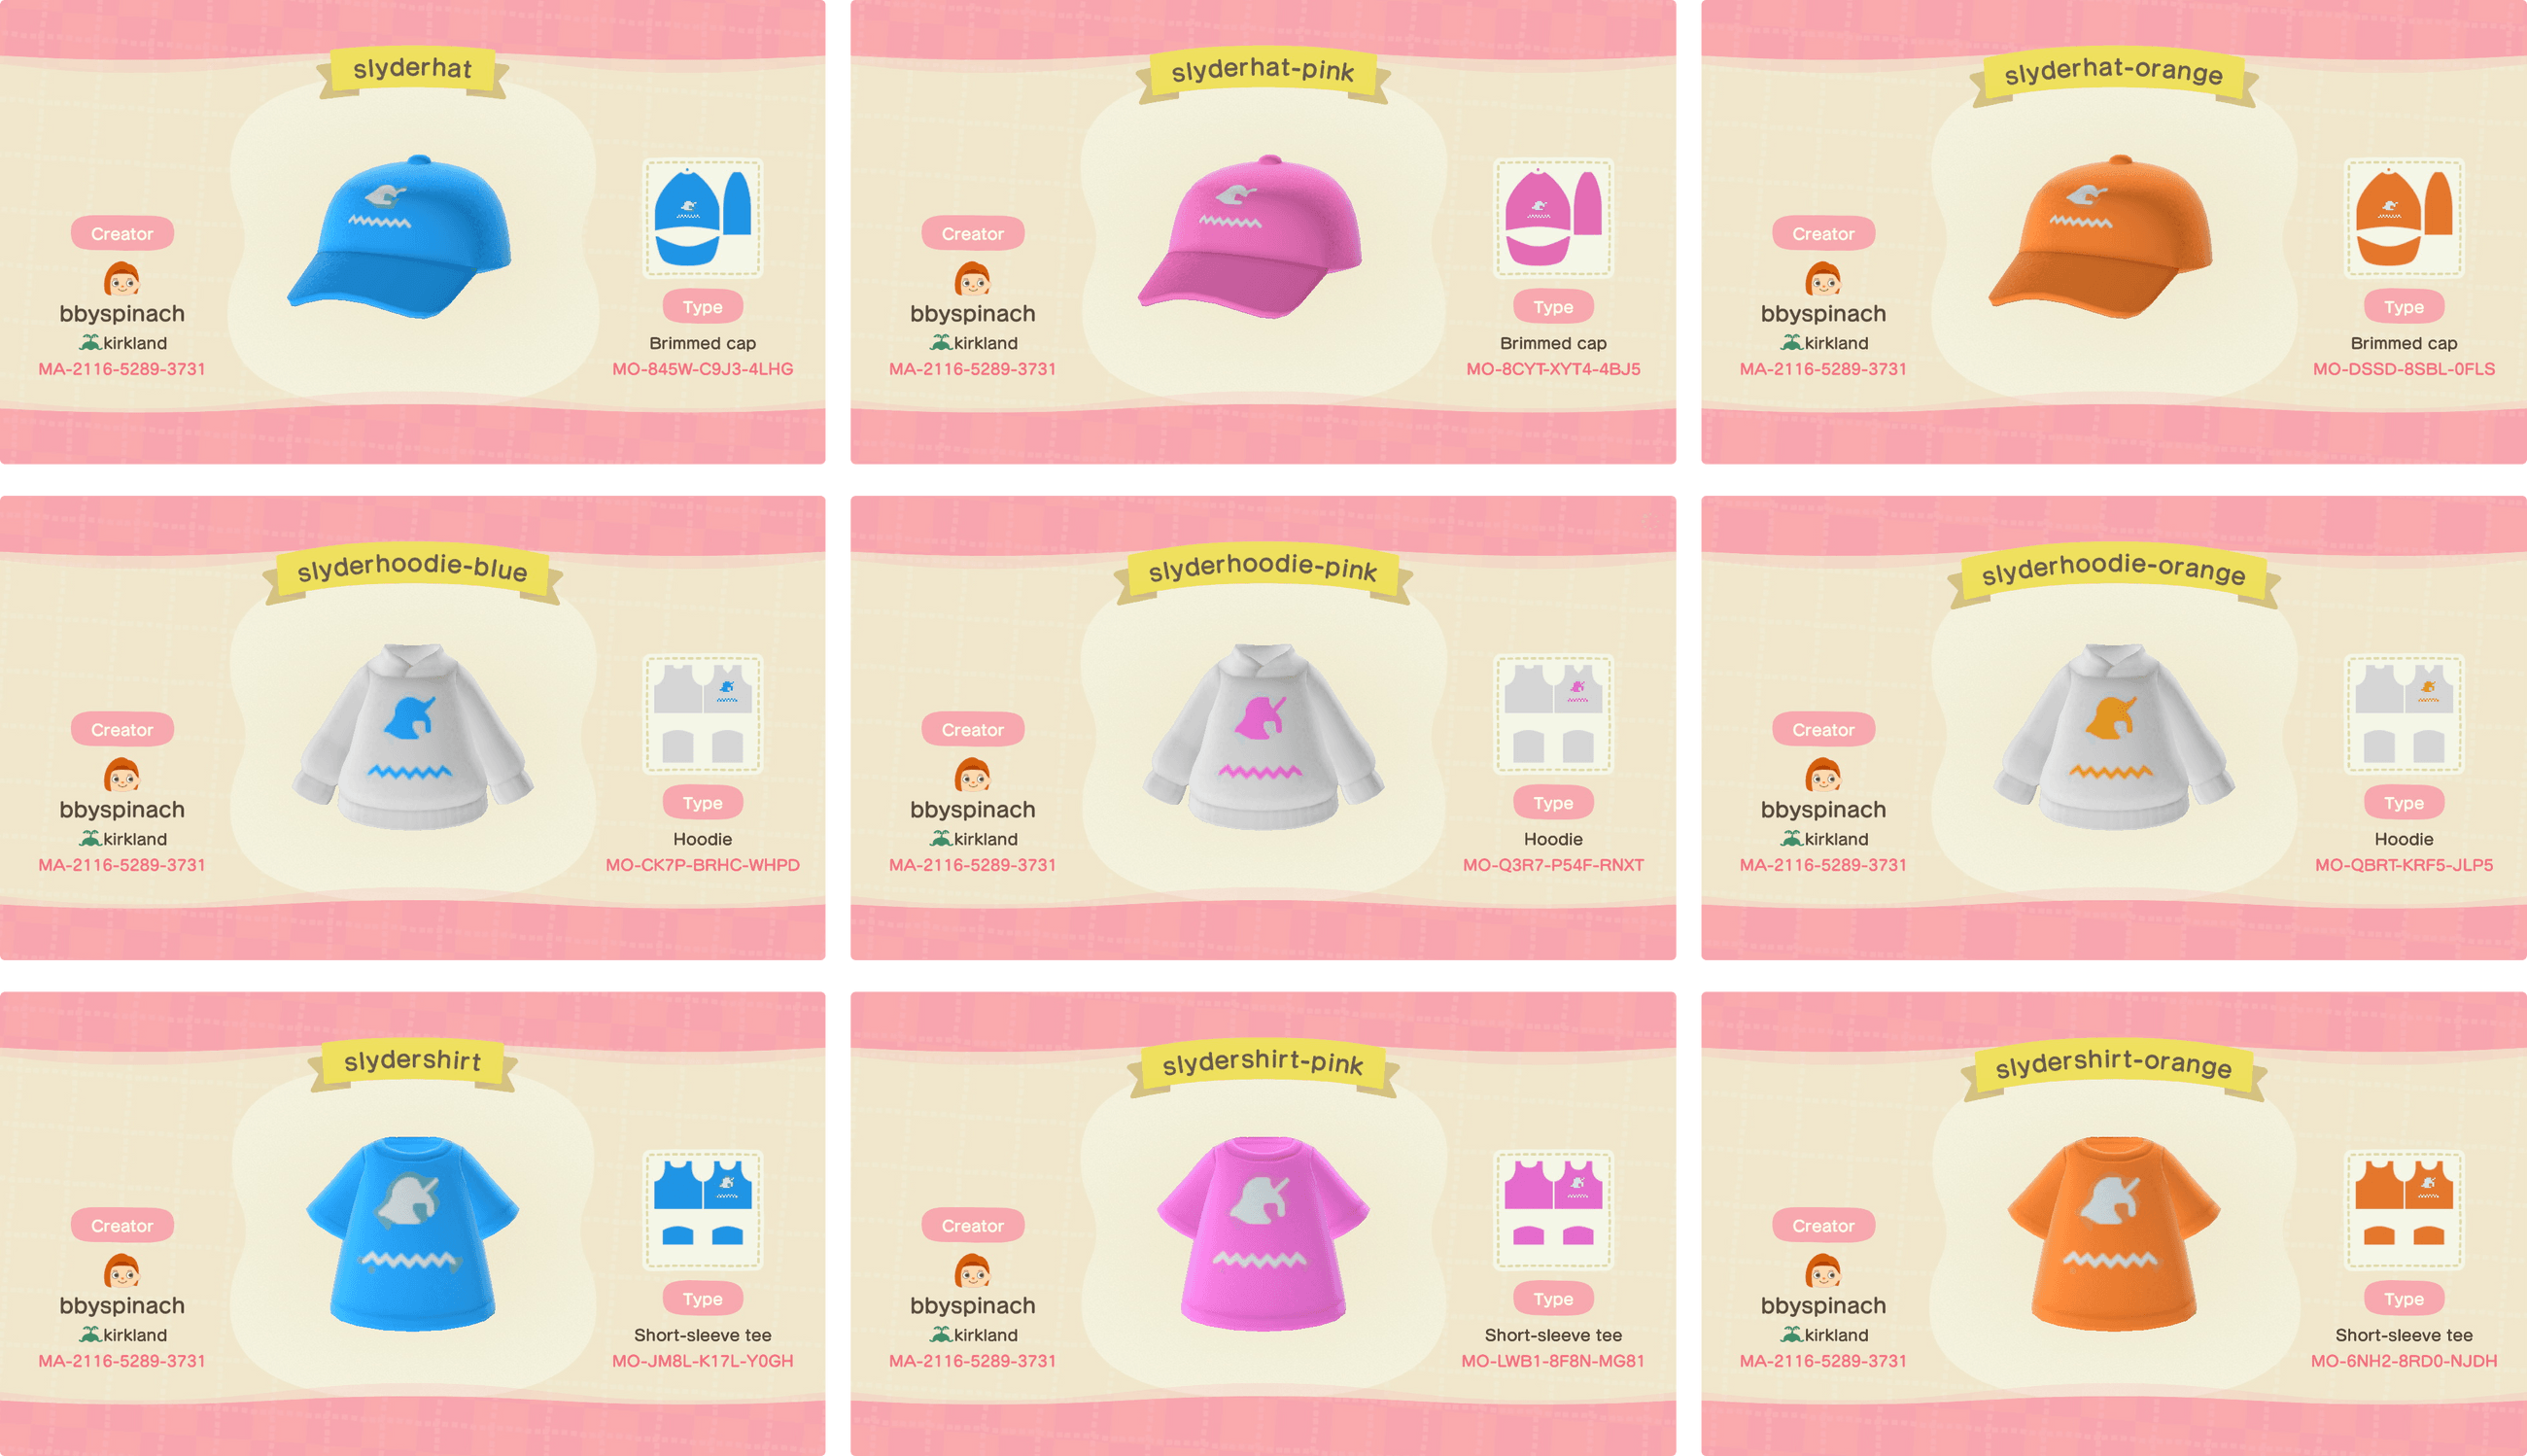 slyderhat
Creator
bbyspinach
kirkland
MA-2116-5289-3731
Type
Brimmed cap
MO-845W-C9J3-4LHG
slyderhat-pink
Creator
bbyspinach
kirkland
MA-2116-5289-3731
Type
Brimmed cap
MO-8CYT-XYT4-4BJ5
slyderhat-orange
Creator
bbyspinach
kirkland
MA-2116-5289-3731
Type
Brimmed cap
MO-DSSD-8SBL-0FLS
slyderhoodie-blue
Creator
bbyspinach
kirkland
MA-2116-5289-3731
Type
Hoodie
MO-CK7P-BRHC-WHPD
slyderhoodie-pink
Creator
bbyspinach
kirkland
MA-2116-5289-3731
Type
Hoodie
MO-Q3R7-P54F-RNXT
slyderhoodie-orange
Creator
bbyspinach
kirkland
MA-2116-5289-3731
Type
Hoodie
MO-QBRT-KRF5-JLP5
slydershirt
Creator
bbyspinach
kirkland
MA-2116-5289-3731
Type
Short-sleeve tee
MO-JM8L-K17L-Y0GH
slydershirt-pink
Creator
bbyspinach
kirkland
MA-2116-5289-3731
Type
Short-sleeve tee
MO-LWB1-8F8N-MG81
slydershirt-orange
Creator
bbyspinach
kirkland
MA-2116-5289-3731
Type
Short-sleeve tee
MO-6NH2-8RD0-NJDH